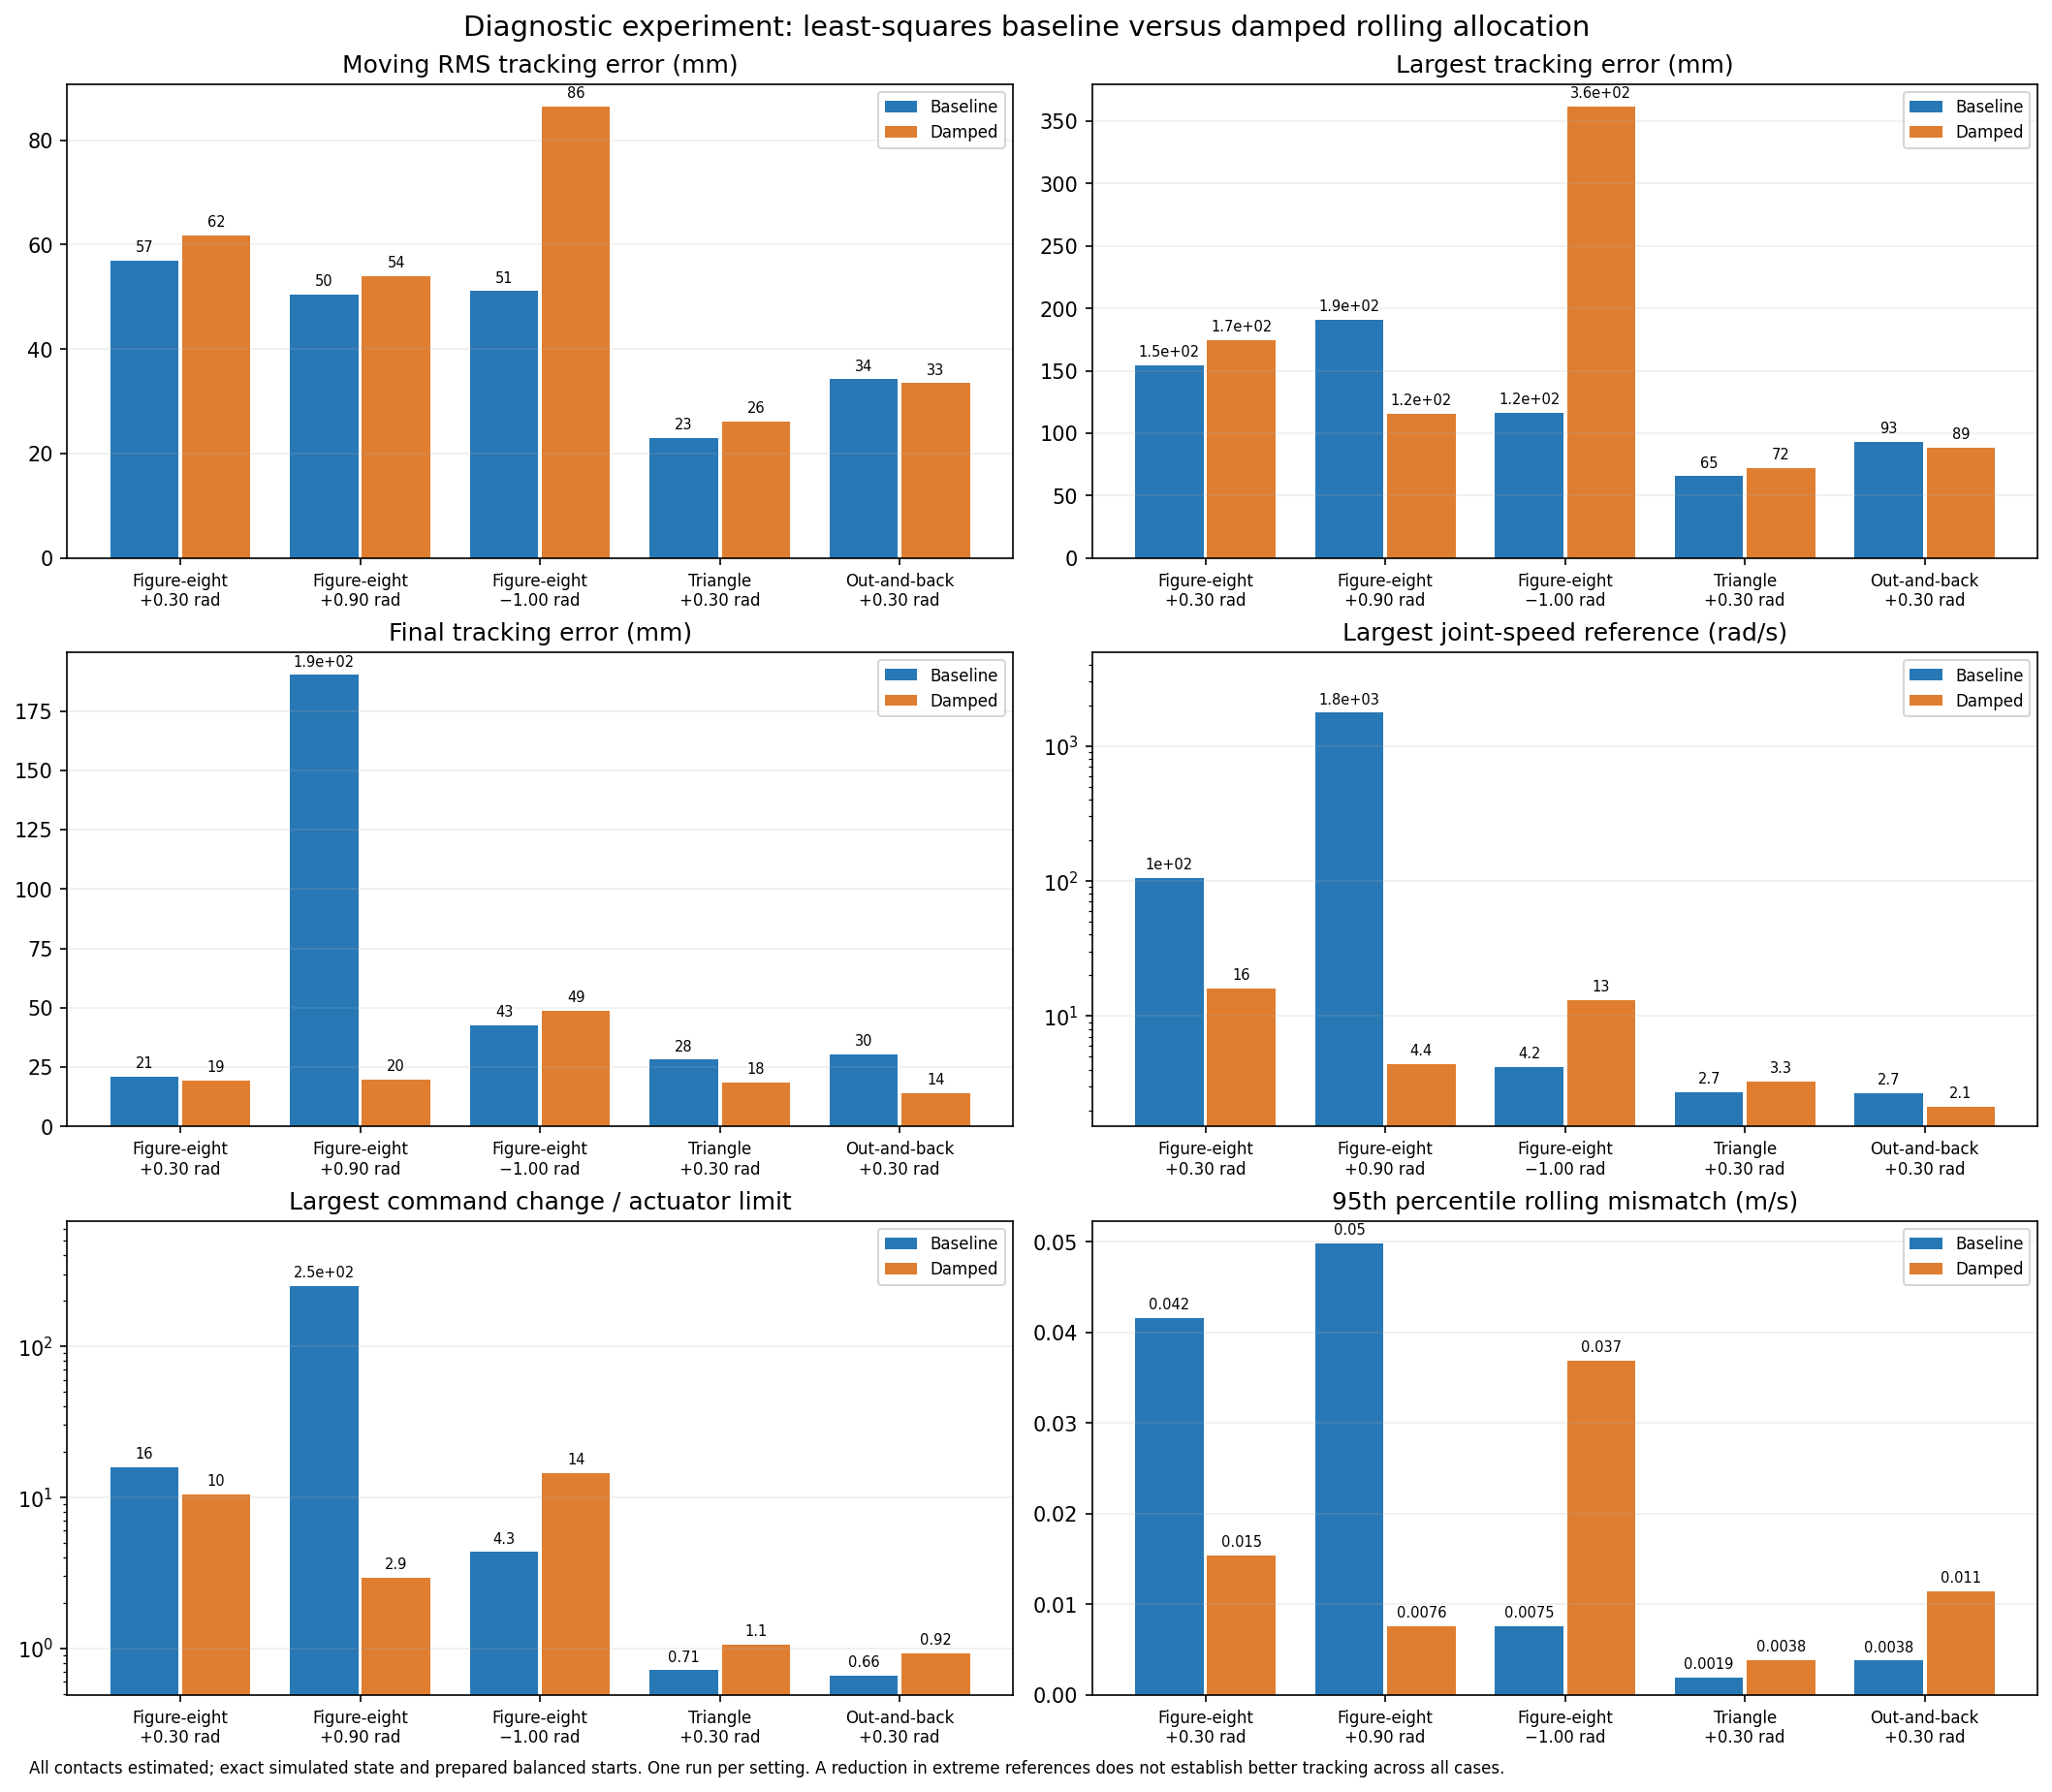 Diagnostic experiment: least-squares baseline versus damped rolling allocation
Moving RMS tracking error (mm)
Baseline
Damped
80
60
40
20
0
57
62
50
54
51
86
23
26
34
33
Figure-eight
+0.30 rad
Figure-eight
+0.90 rad
Figure-eight
−1.00 rad
Triangle
+0.30 rad
Out-and-back
+0.30 rad
Largest tracking error (mm)
Baseline
Damped
350
300
250
200
150
100
50
0
1.5e+02
1.7e+02
1.9e+02
1.2e+02
1.2e+02
3.6e+02
65
72
93
89
Figure-eight
+0.30 rad
Figure-eight
+0.90 rad
Figure-eight
−1.00 rad
Triangle
+0.30 rad
Out-and-back
+0.30 rad
Final tracking error (mm)
Baseline
Damped
175
150
125
100
75
50
25
0
21
19
1.9e+02
20
43
49
28
18
30
14
Figure-eight
+0.30 rad
Figure-eight
+0.90 rad
Figure-eight
−1.00 rad
Triangle
+0.30 rad
Out-and-back
+0.30 rad
Largest joint-speed reference (rad/s)
Baseline
Damped
10³
10²
10¹
1e+02
16
1.8e+03
4.4
4.2
13
2.7
3.3
2.7
2.1
Figure-eight
+0.30 rad
Figure-eight
+0.90 rad
Figure-eight
−1.00 rad
Triangle
+0.30 rad
Out-and-back
+0.30 rad
Largest command change / actuator limit
Baseline
Damped
10²
10¹
10⁰
16
10
2.5e+02
2.9
4.3
14
0.71
1.1
0.66
0.92
Figure-eight
+0.30 rad
Figure-eight
+0.90 rad
Figure-eight
−1.00 rad
Triangle
+0.30 rad
Out-and-back
+0.30 rad
95th percentile rolling mismatch (m/s)
Baseline
Damped
0.05
0.04
0.03
0.02
0.01
0.00
0.042
0.015
0.05
0.0076
0.0075
0.037
0.0019
0.0038
0.0038
0.011
Figure-eight
+0.30 rad
Figure-eight
+0.90 rad
Figure-eight
−1.00 rad
Triangle
+0.30 rad
Out-and-back
+0.30 rad
All contacts estimated; exact simulated state and prepared balanced starts. One run per setting. A reduction in extreme references does not establish better tracking across all cases.